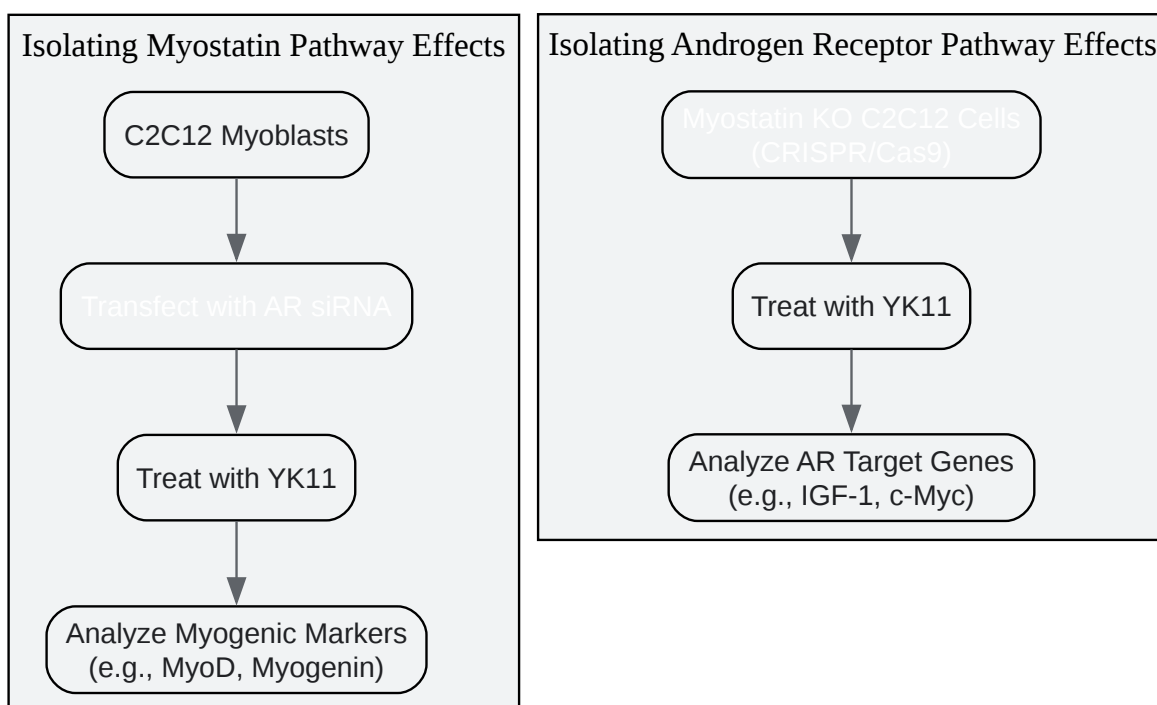 Isolating Myostatin Pathway Effects
C2C12 Myoblasts
Transfect with AR siRNA
Treat with YK11
Analyze Myogenic Markers
(e.g., MyoD, Myogenin)
Isolating Androgen Receptor Pathway Effects
Myostatin KO C2C12 Cells
(CRISPR/Cas9)
Treat with YK11
Analyze AR Target Genes
(e.g., IGF-1, c-Myc)